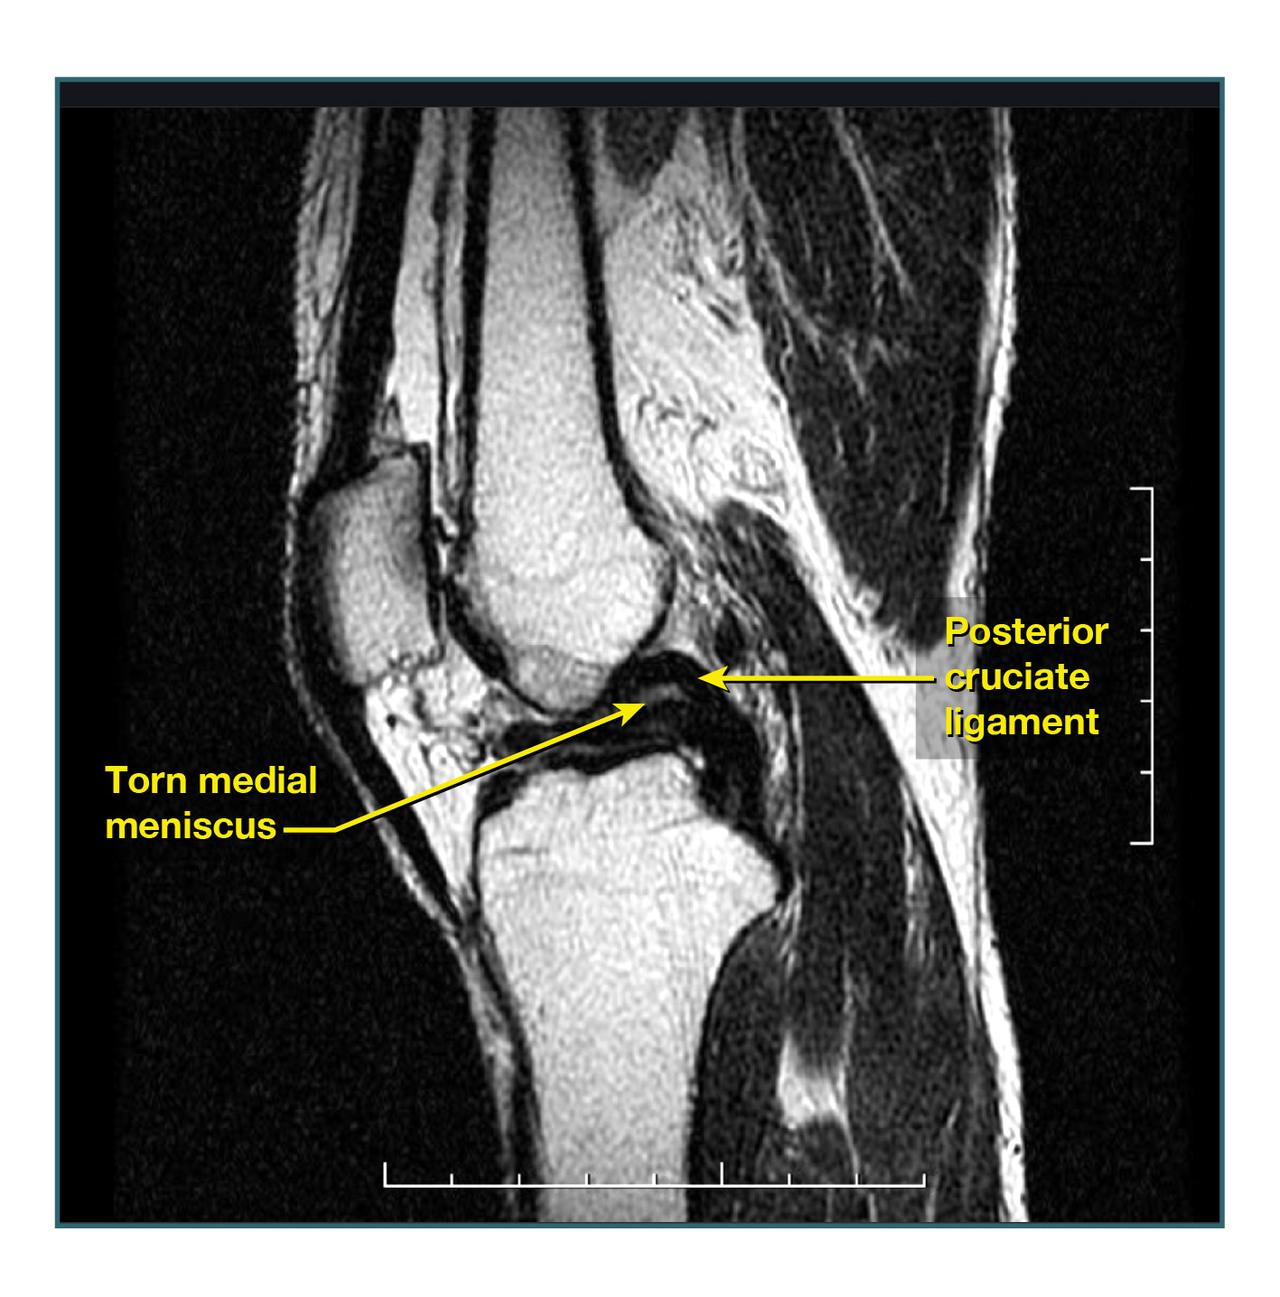 Posterior
cruciate
ligament
Torn medial
meniscus